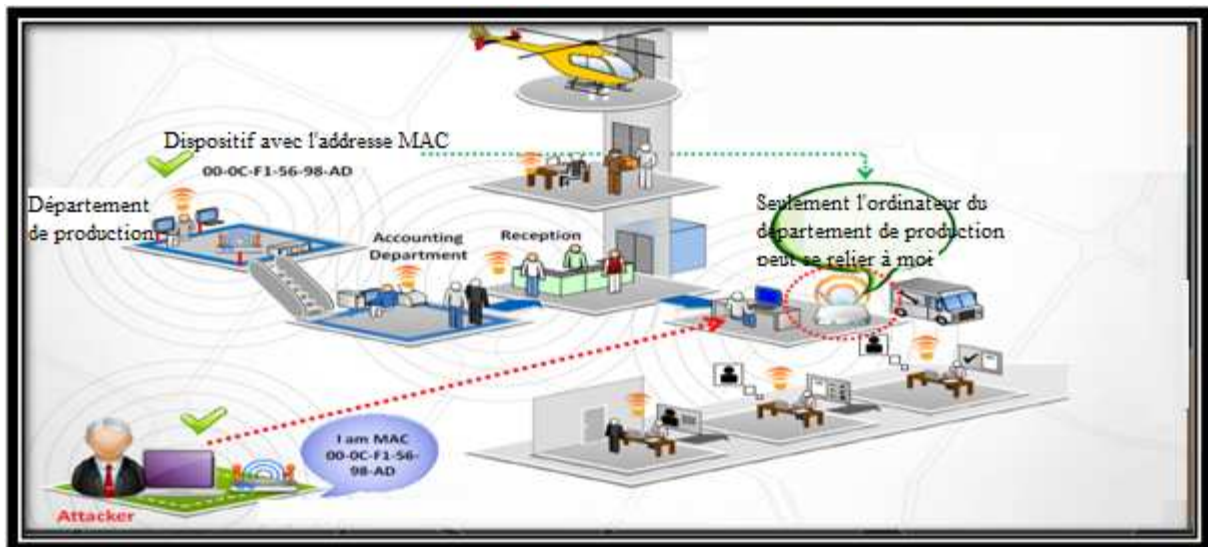 Dispositif avec l'addresse MAC
00-0C-F1-56-98-AD
Département
de production
Accounting
Department
Reception
Seulement l'ordinateur du
département de production
peut se relier à moi
I am MAC
00-0C-F1-56-
98-AD
Attacker